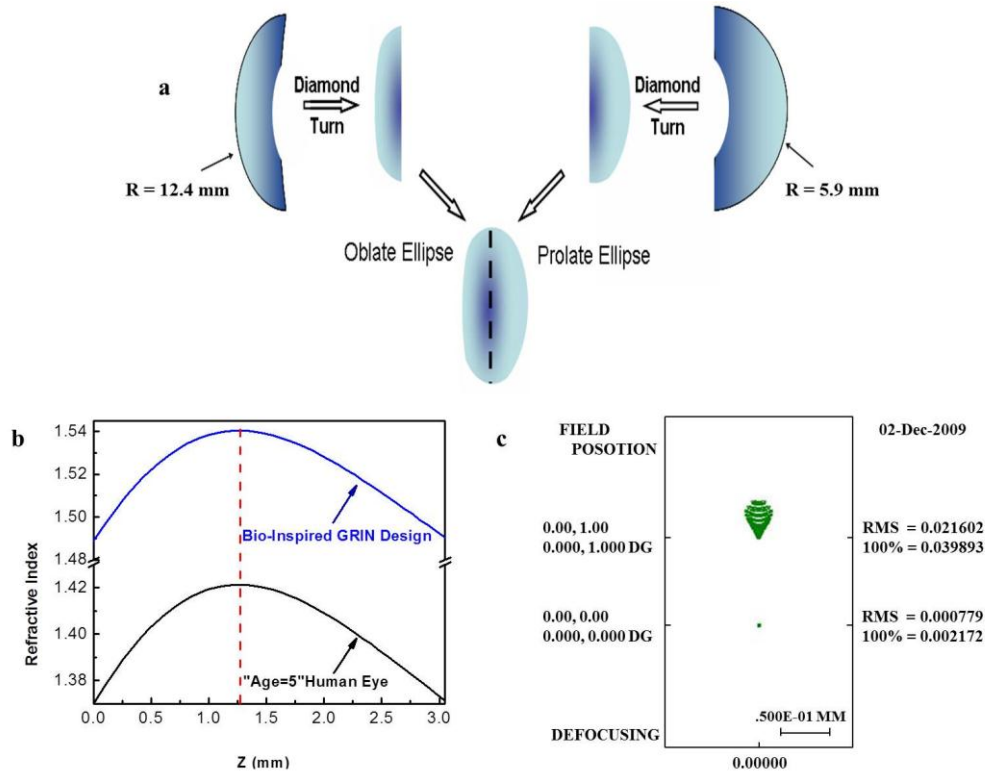 a
Diamond
Turn
Diamond
Turn
R = 12.4 mm
R = 5.9 mm
Oblate Ellipse
Prolate Ellipse
b
Refractive Index
1.54
1.52
1.50
1.48
1.42
1.40
1.38
Bio-Inspired GRIN Design
"Age=5"Human Eye
0.0 0.5 1.0 1.5 2.0 2.5 3.0
Z (mm)
c
FIELD
POSOTION
02-Dec-2009
0.00, 1.00
0.000, 1.000 DG
RMS = 0.021602
100% = 0.039893
0.00, 0.00
0.000, 0.000 DG
RMS = 0.000779
100% = 0.002172
DEFOCUSING
.500E-01 MM
0.00000